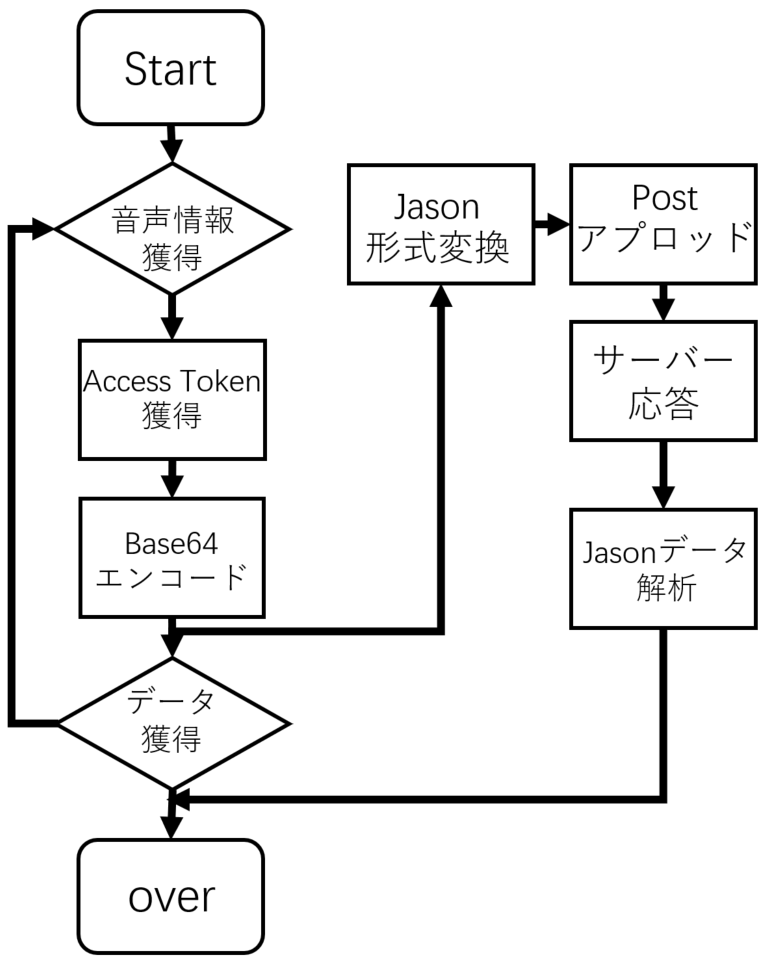 Start
音声情報
獲得
Access Token
獲得
Base64
エンコード
データ
獲得
over
Jason
形式変換
Post
アプロッド
サーバー
応答
Jasonデータ
解析